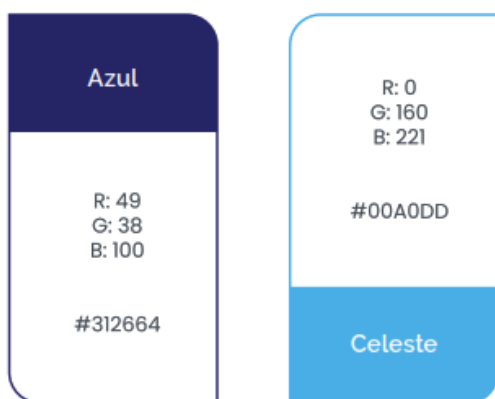 Azul
R: 49
G: 38
B: 100
#312664
R: 0
G: 160
B: 221
#00A0DD
Celeste